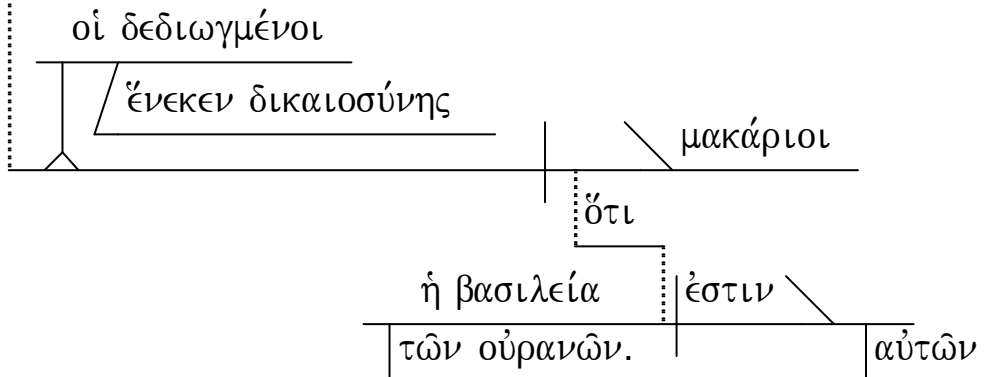 οἱ δεδιωγμένοι
ἕνεκεν δικαιοσύνης
μακάριοι
ὅτι
ἡ βασιλεία ἐστιν
τῶν οὐρανῶν. αὐτῶν